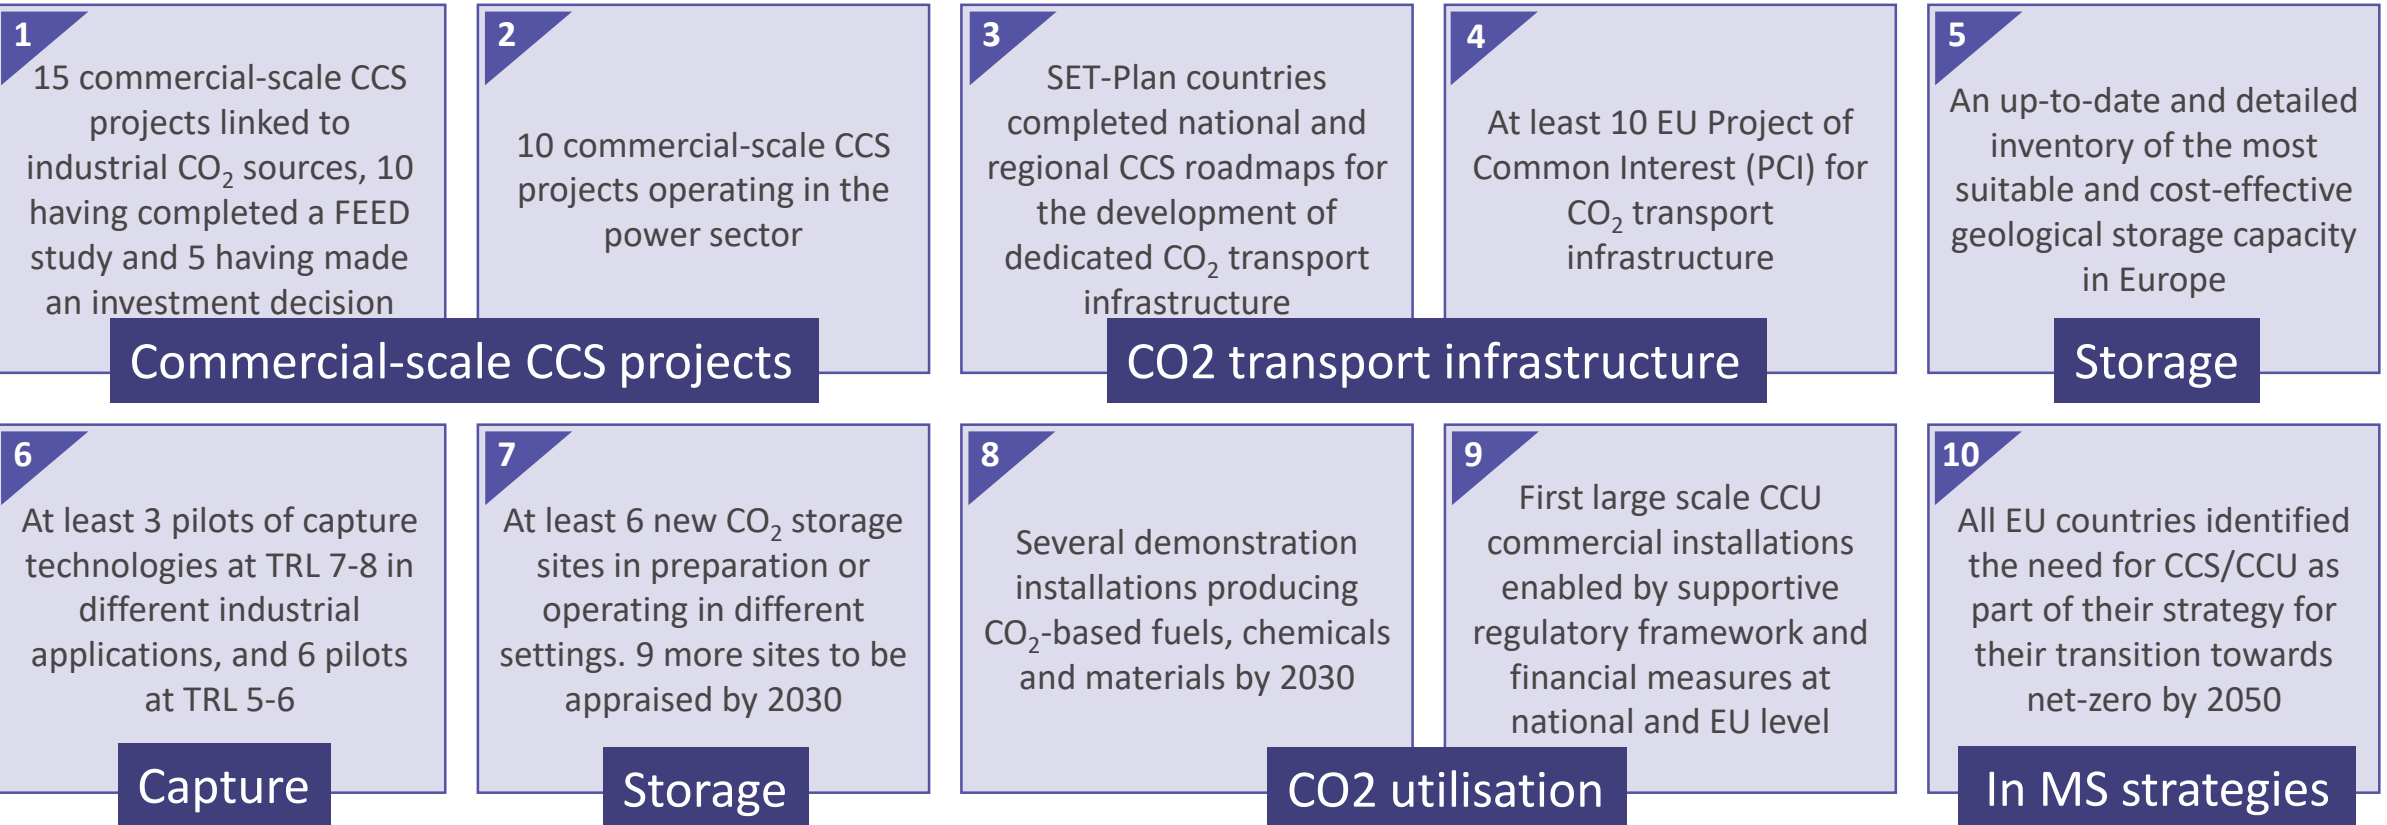 1
15 commercial-scale CCS
projects linked to
industrial CO₂ sources, 10
having completed a FEED
study and 5 having made
an investment decision
2
10 commercial-scale CCS
projects operating in the
power sector
Commercial-scale CCS projects
3
SET-Plan countries
completed national and
regional CCS roadmaps for
the development of
dedicated CO₂ transport
infrastructure
4
At least 10 EU Project of
Common Interest (PCI) for
CO₂ transport
infrastructure
CO2 transport infrastructure
5
An up-to-date and detailed
inventory of the most
suitable and cost-effective
geological storage capacity
in Europe
Storage
6
At least 3 pilots of capture
technologies at TRL 7-8 in
different industrial
applications, and 6 pilots
at TRL 5-6
Capture
7
At least 6 new CO₂ storage
sites in preparation or
operating in different
settings. 9 more sites to be
appraised by 2030
Storage
8
Several demonstration
installations producing
CO₂-based fuels, chemicals
and materials by 2030
9
First large scale CCU
commercial installations
enabled by supportive
regulatory framework and
financial measures at
national and EU level
CO2 utilisation
10
All EU countries identified
the need for CCS/CCU as
part of their strategy for
their transition towards
net-zero by 2050
In MS strategies